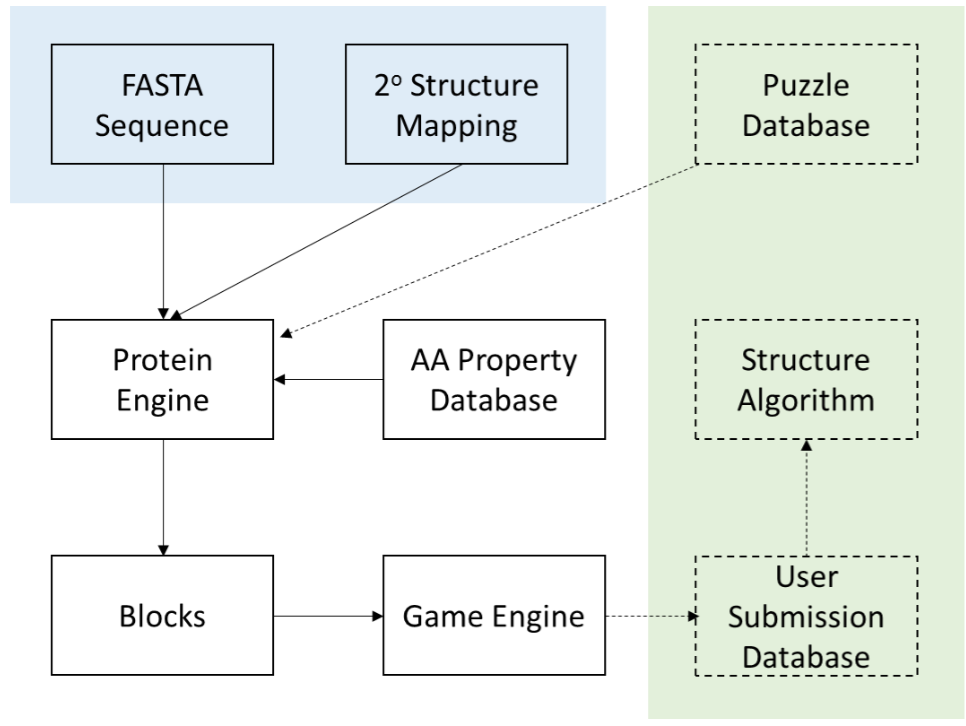 FASTA
Sequence
2º Structure
Mapping
Puzzle
Database
Protein
Engine
AA Property
Database
Structure
Algorithm
Blocks
Game Engine
User
Submission
Database